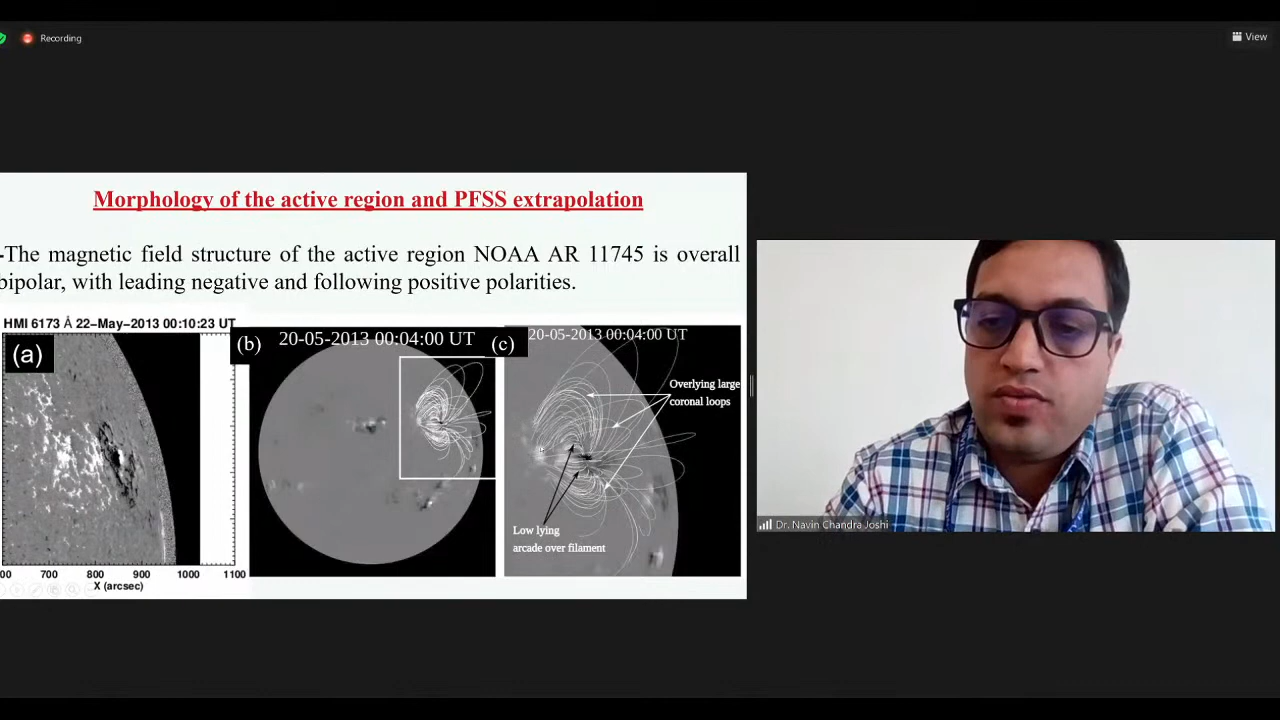 Recording
View
Morphology of the active region and PFSS extrapolation
The magnetic field structure of the active region NOAA AR 11745 is overall
bipolar, with leading negative and following positive polarities.
HMI 6173 Å 22-May-2013 00:10:23 UT
(a)
(b)
20-05-2013 00:04:00 UT
(c)
20-05-2013 00:04:00 UT
Overlying large
coronal loops
Low lying
arcade over filament
00 700 800 900 1000 1100
X (arcsec)
Dr. Navin Chandra Joshi